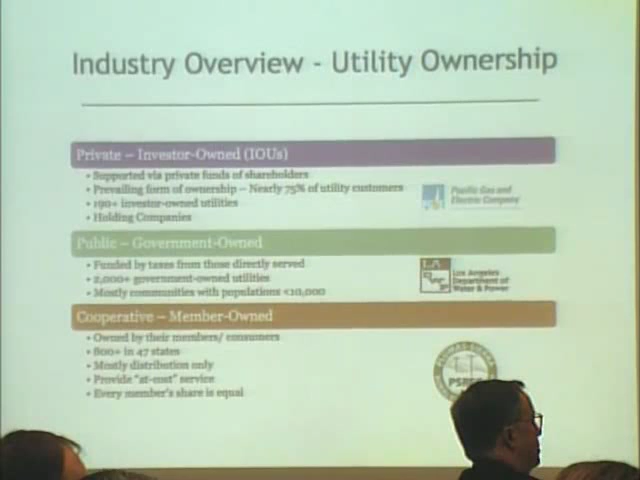 Industry Overview - Utility Ownership
Private – Investor-Owned (IOUs)
• Supported via private funds of shareholders
• Prevailing form of ownership – Nearly 75% of utility customers
• 190+ investor-owned utilities
• Holding Companies
Pacific Gas and
Electric Company
Public – Government-Owned
• Funded by taxes from those directly served
• 2,000+ government-owned utilities
• Mostly communities with populations <10,000
LA
Los Angeles
Department of
Water & Power
Cooperative – Member-Owned
• Owned by their members/ consumers
• 800+ in 47 states
• Mostly distribution only
• Provide "at-cost" service
• Every member's share is equal